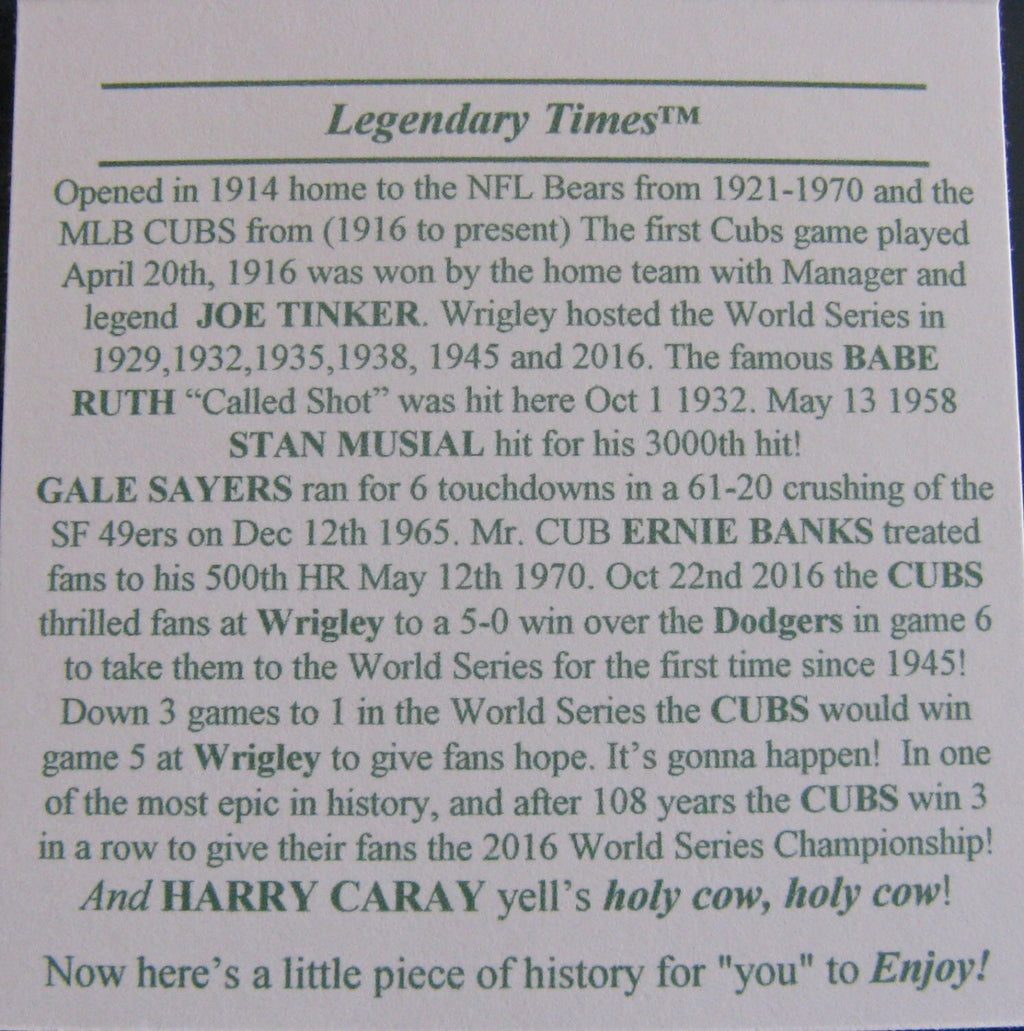 Legendary Times™
Opened in 1914 home to the NFL Bears from 1921-1970 and the
MLB CUBS from (1916 to present) The first Cubs game played
April 20th, 1916 was won by the home team with Manager and
legend JOE TINKER. Wrigley hosted the World Series in
1929,1932,1935,1938, 1945 and 2016. The famous BABE
RUTH “Called Shot” was hit here Oct 1 1932. May 13 1958
STAN MUSIAL hit for his 3000th hit!
GALE SAYERS ran for 6 touchdowns in a 61-20 crushing of the
SF 49ers on Dec 12th 1965. Mr. CUB ERNIE BANKS treated
fans to his 500th HR May 12th 1970. Oct 22nd 2016 the CUBS
thrilled fans at Wrigley to a 5-0 win over the Dodgers in game 6
to take them to the World Series for the first time since 1945!
Down 3 games to 1 in the World Series the CUBS would win
game 5 at Wrigley to give fans hope. It’s gonna happen! In one
of the most epic in history, and after 108 years the CUBS win 3
in a row to give their fans the 2016 World Series Championship!
And HARRY CARAY yell’s holy cow, holy cow!
Now here’s a little piece of history for "you" to Enjoy!